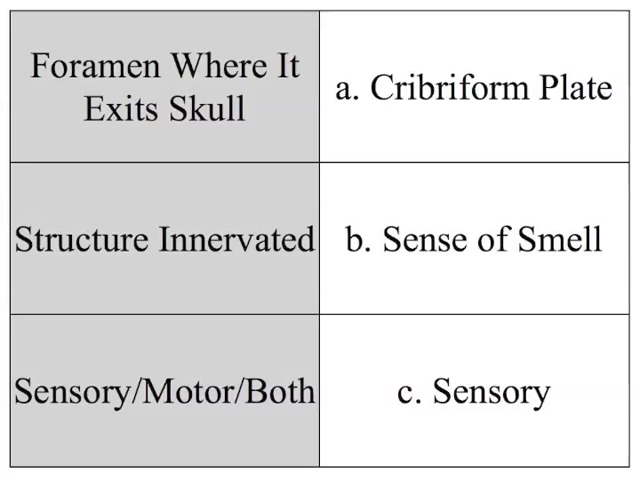 Foramen Where It
Exits Skull
a. Cribriform Plate
Structure Innervated
b. Sense of Smell
Sensory/Motor/Both
c. Sensory